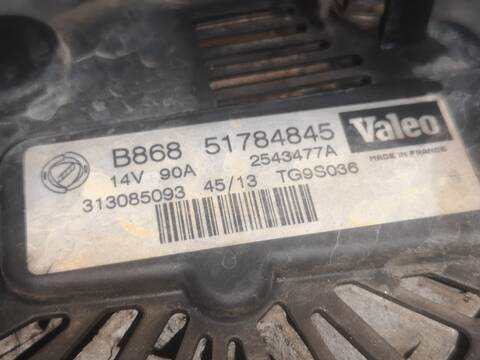 B868 51784845 Valeo
14V 90A 2543477A MADE IN FRANCE
313085093 45/13 TG9S036